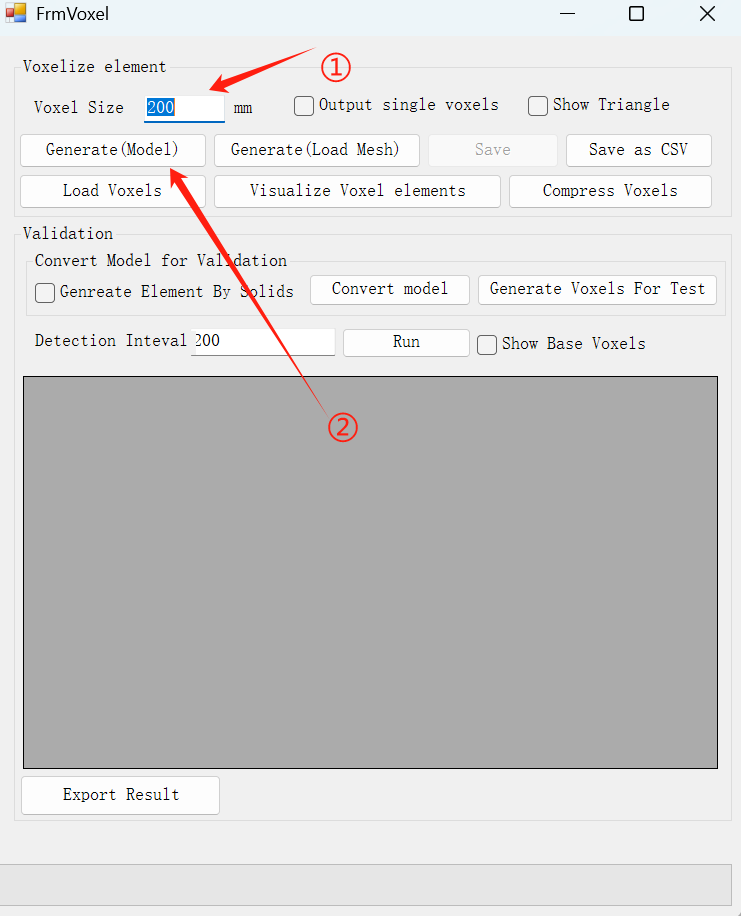 FrmVoxel
Voxelize element
①
Voxel Size 200 mm Output single voxels Show Triangle
Generate(Model) Generate(Load Mesh) Save Save as CSV
Load Voxels Visualize Voxel elements Compress Voxels
Validation
Convert Model for Validation
Genreate Element By Solids Convert model Generate Voxels For Test
Detection Inteval 200 Run Show Base Voxels
②
Export Result